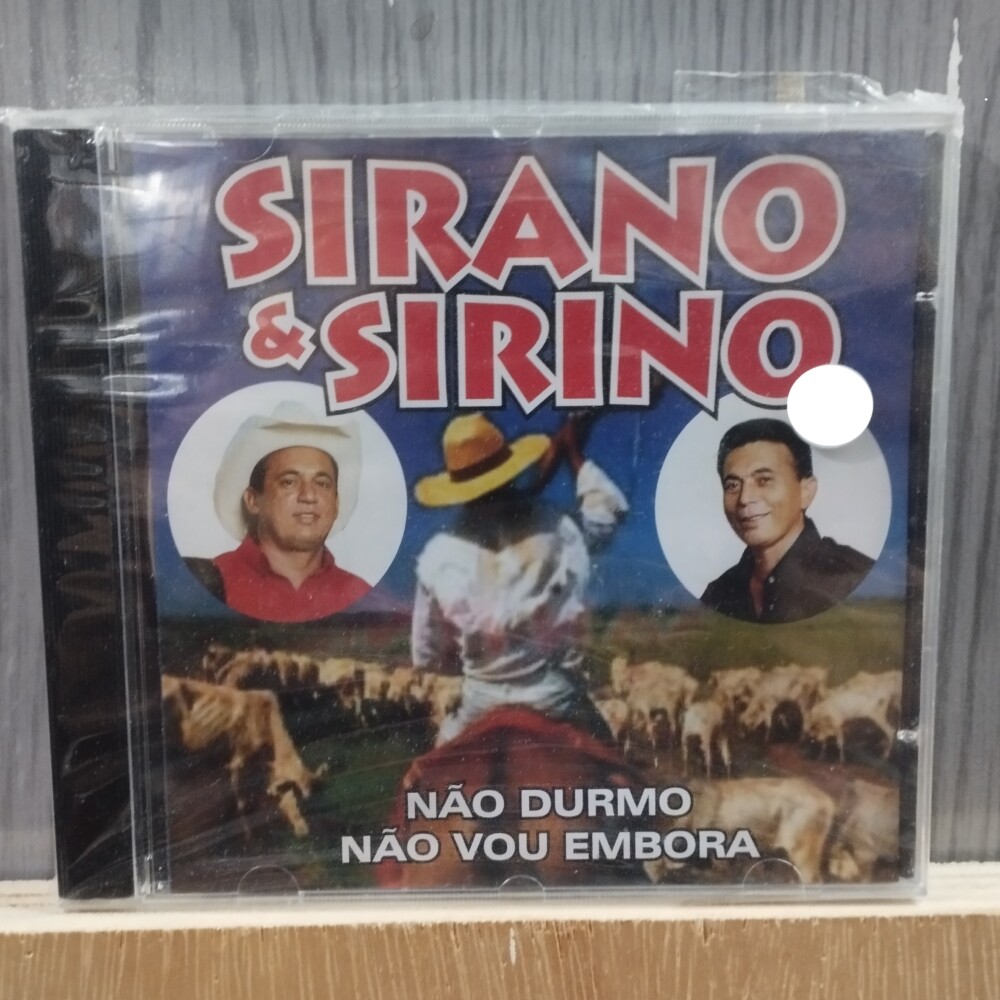 SIRANO
& SIRINO
NÃO DURMO
NÃO VOU EMBORA